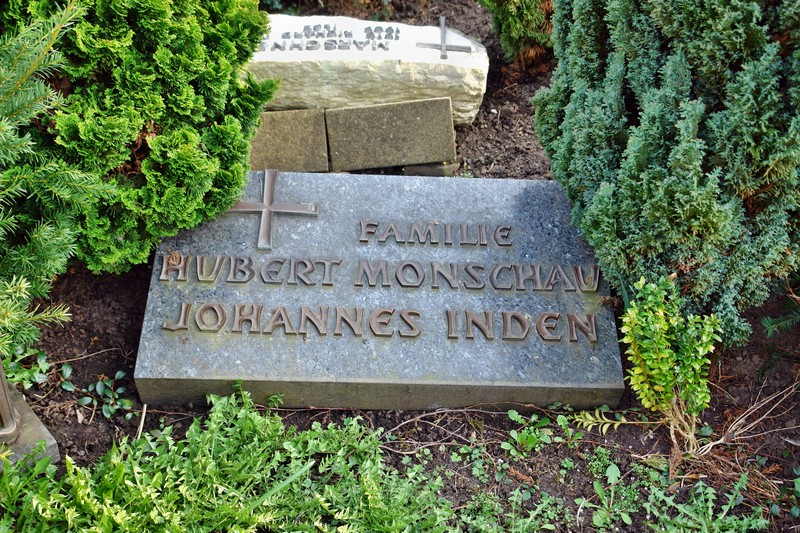 FAMILIE
HUBERT MONSCHAU
JOHANNES INDEN